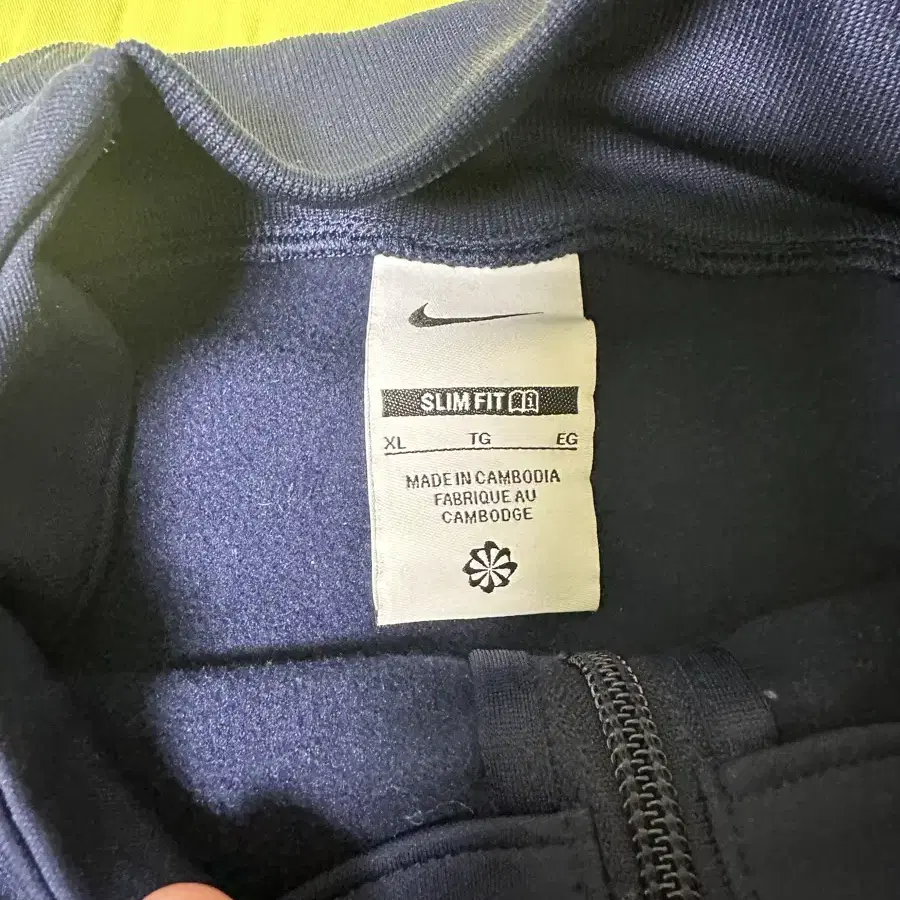 SLIM FIT
XL TG EG
MADE IN CAMBODIA
FABRIQUE AU
CAMBODGE